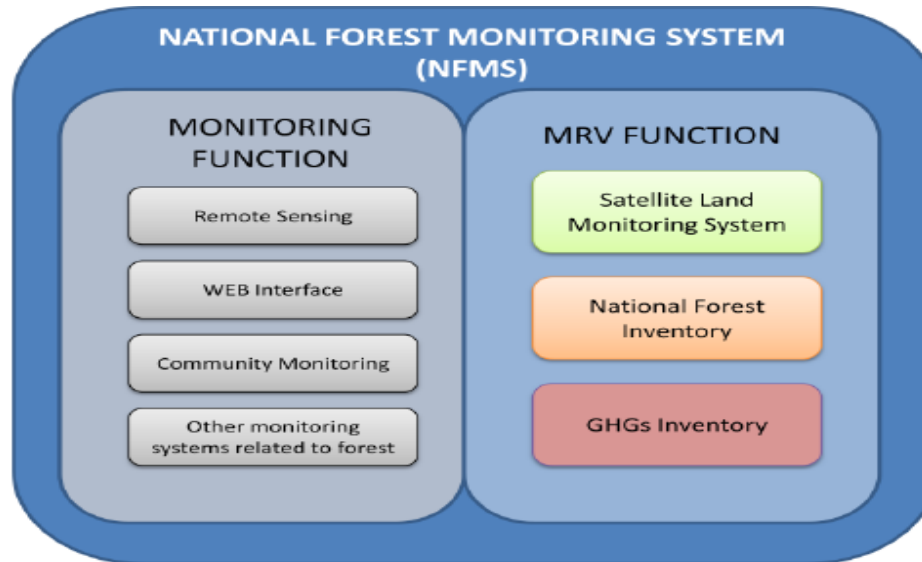 NATIONAL FOREST MONITORING SYSTEM
(NFMS)
MONITORING
FUNCTION
Remote Sensing
WEB Interface
Community Monitoring
Other monitoring
systems related to forest
MRV FUNCTION
Satellite Land
Monitoring System
National Forest
Inventory
GHGs Inventory